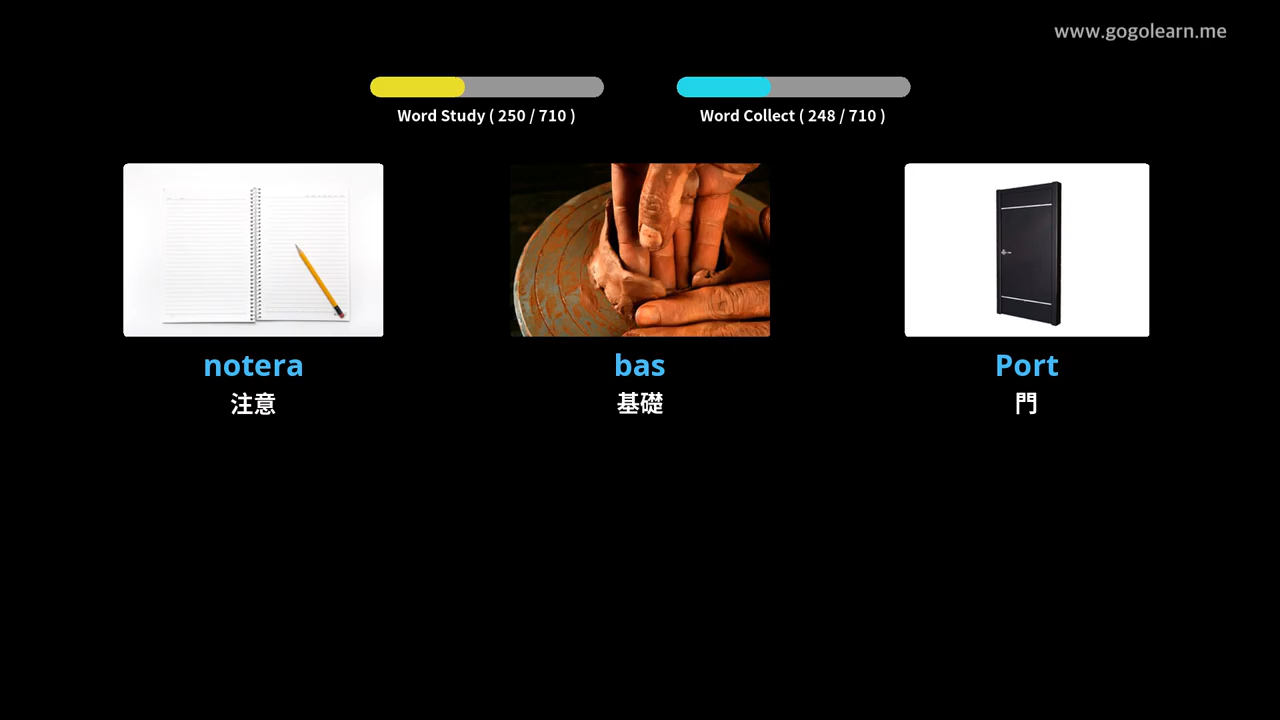 www.gogolearn.me
Word Study ( 250 / 710 )
Word Collect ( 248 / 710 )
notera
bas
Port
注意
基礎
門